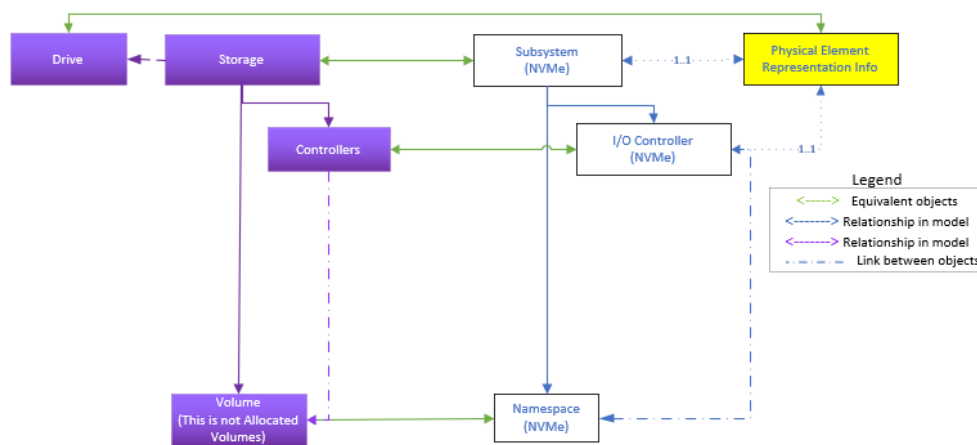 Drive
Storage
Subsystem
(NVMe)
1..1
Physical Element
Representation Info
Controllers
I/O Controller
(NVMe)
1..1
Legend
Equivalent objects
Relationship in model
Relationship in model
Link between objects
Volume
(This is not Allocated
Volumes)
Namespace
(NVMe)